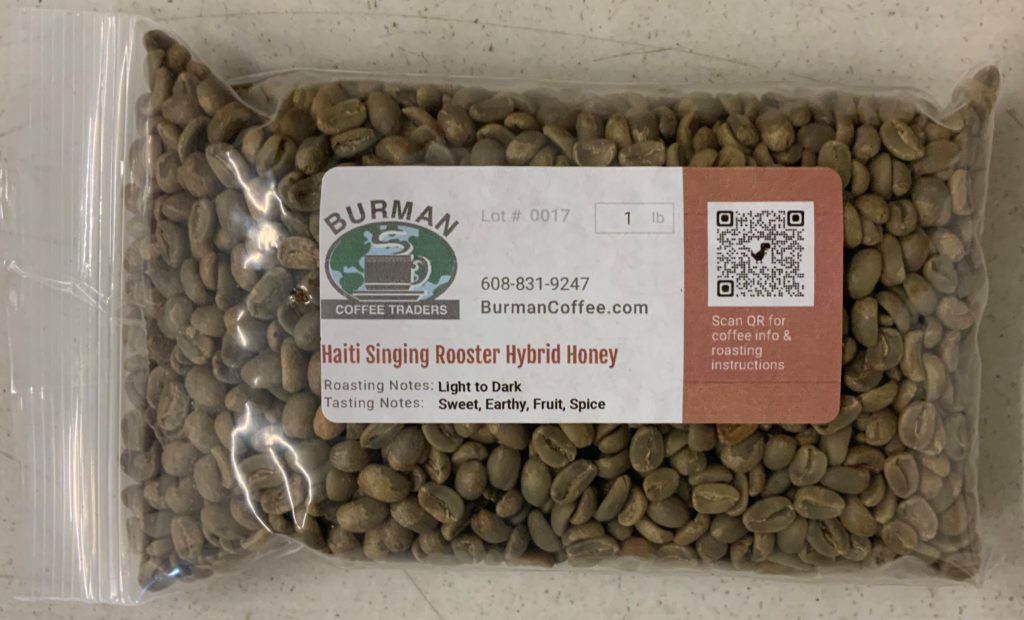 BURMAN
COFFEE TRADERS
Lot # 0017
1 lb
608-831-9247
BurmanCoffee.com
Haiti Singing Rooster Hybrid Honey
Roasting Notes: Light to Dark
Tasting Notes: Sweet, Earthy, Fruit, Spice
Scan QR for
coffee info &
roasting
instructions